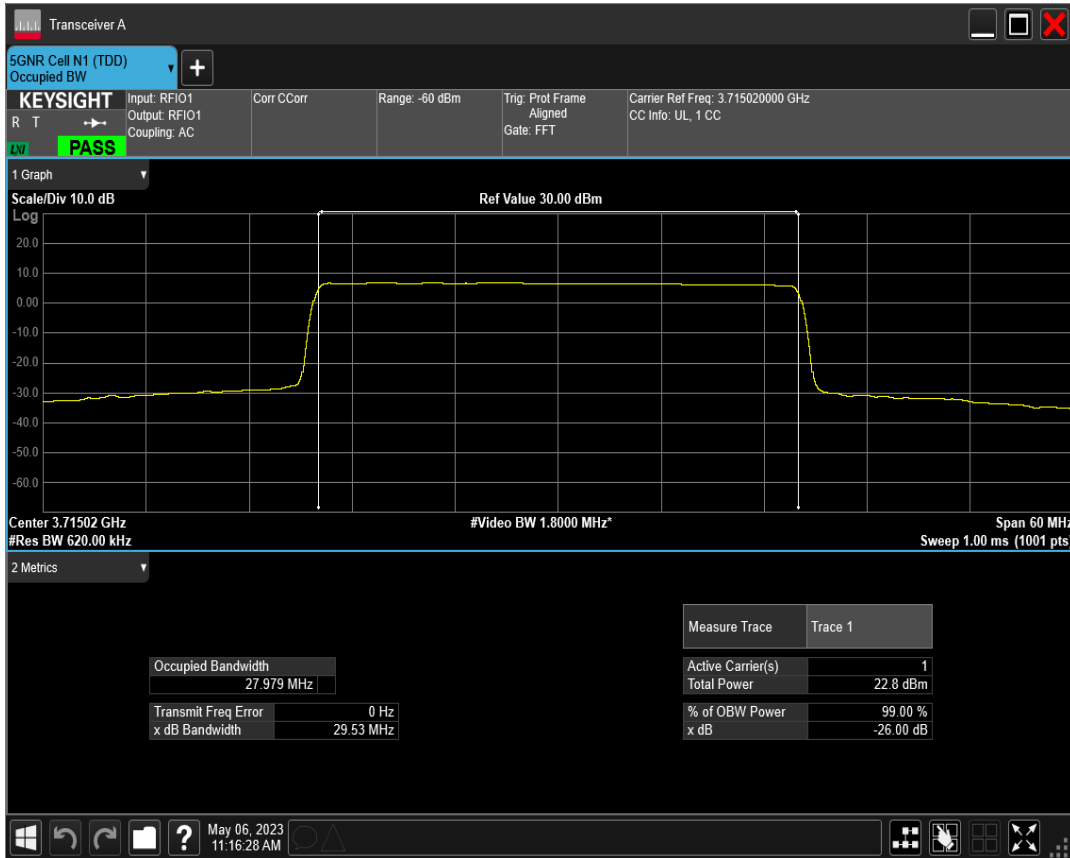 Transceiver A
5GNR Cell N1 (TDD)
Occupied BW
+
KEYSIGHT
R T
LXI
PASS
Input: RFIO1
Output: RFIO1
Coupling: AC
Corr CCorr
Range: -60 dBm
Trig: Prot Frame
Aligned
Gate: FFT
Carrier Ref Freq: 3.715020000 GHz
CC Info: UL, 1 CC
1 Graph
Scale/Div 10.0 dB
Ref Value 30.00 dBm
Log
20.0
10.0
0.00
-10.0
-20.0
-30.0
-40.0
-50.0
-60.0
Center 3.71502 GHz
#Video BW 1.8000 MHz*
Span 60 MHz
#Res BW 620.00 kHz
Sweep 1.00 ms (1001 pts)
2 Metrics
Measure Trace Trace 1
Occupied Bandwidth
27.979 MHz
Active Carrier(s) 1
Total Power 22.8 dBm
Transmit Freq Error 0 Hz
x dB Bandwidth 29.53 MHz
% of OBW Power 99.00 %
x dB -26.00 dB
?
May 06, 2023
11:16:28 AM